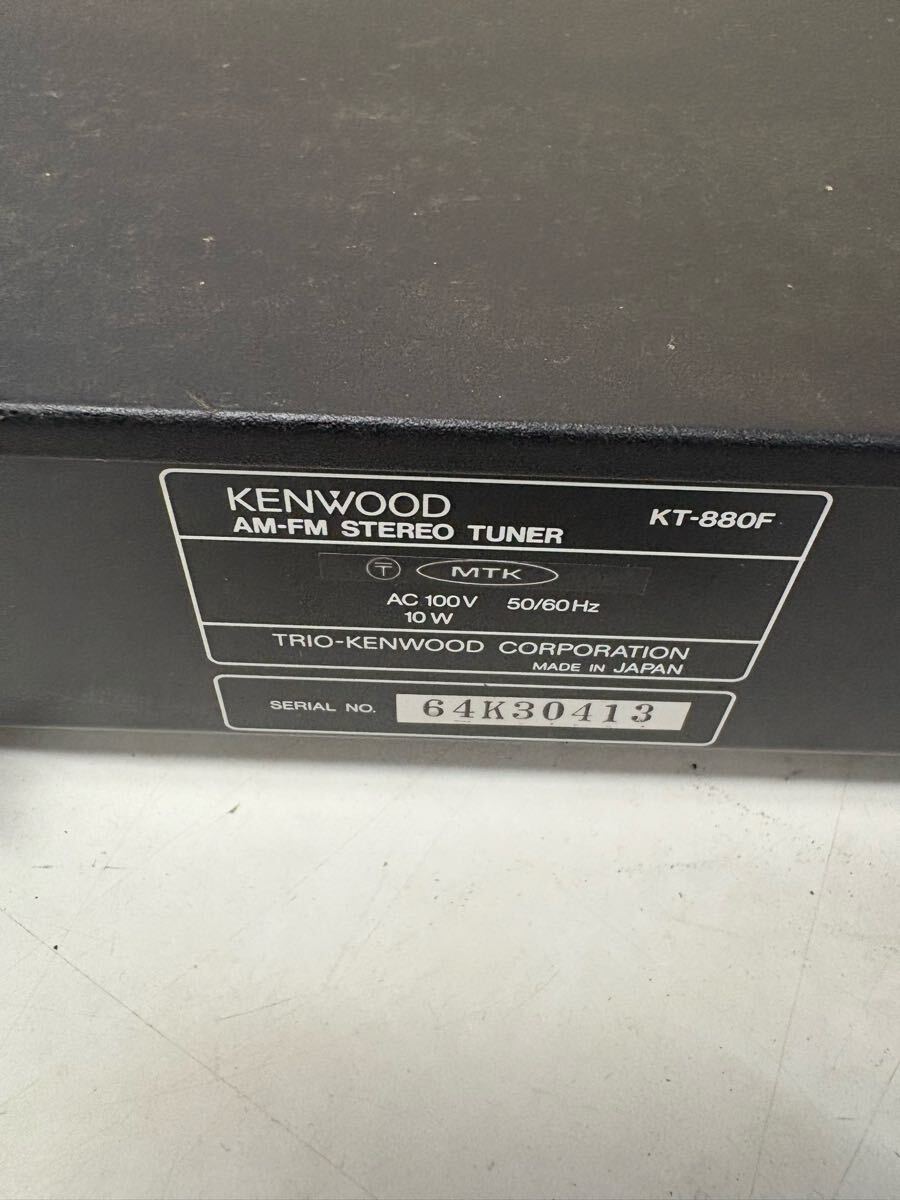 KENWOOD
AM-FM STEREO TUNER
KT-880F
〒 MTK
AC 100V 50/60Hz
10W
TRIO-KENWOOD CORPORATION
MADE IN JAPAN
SERIAL NO. 64K30413